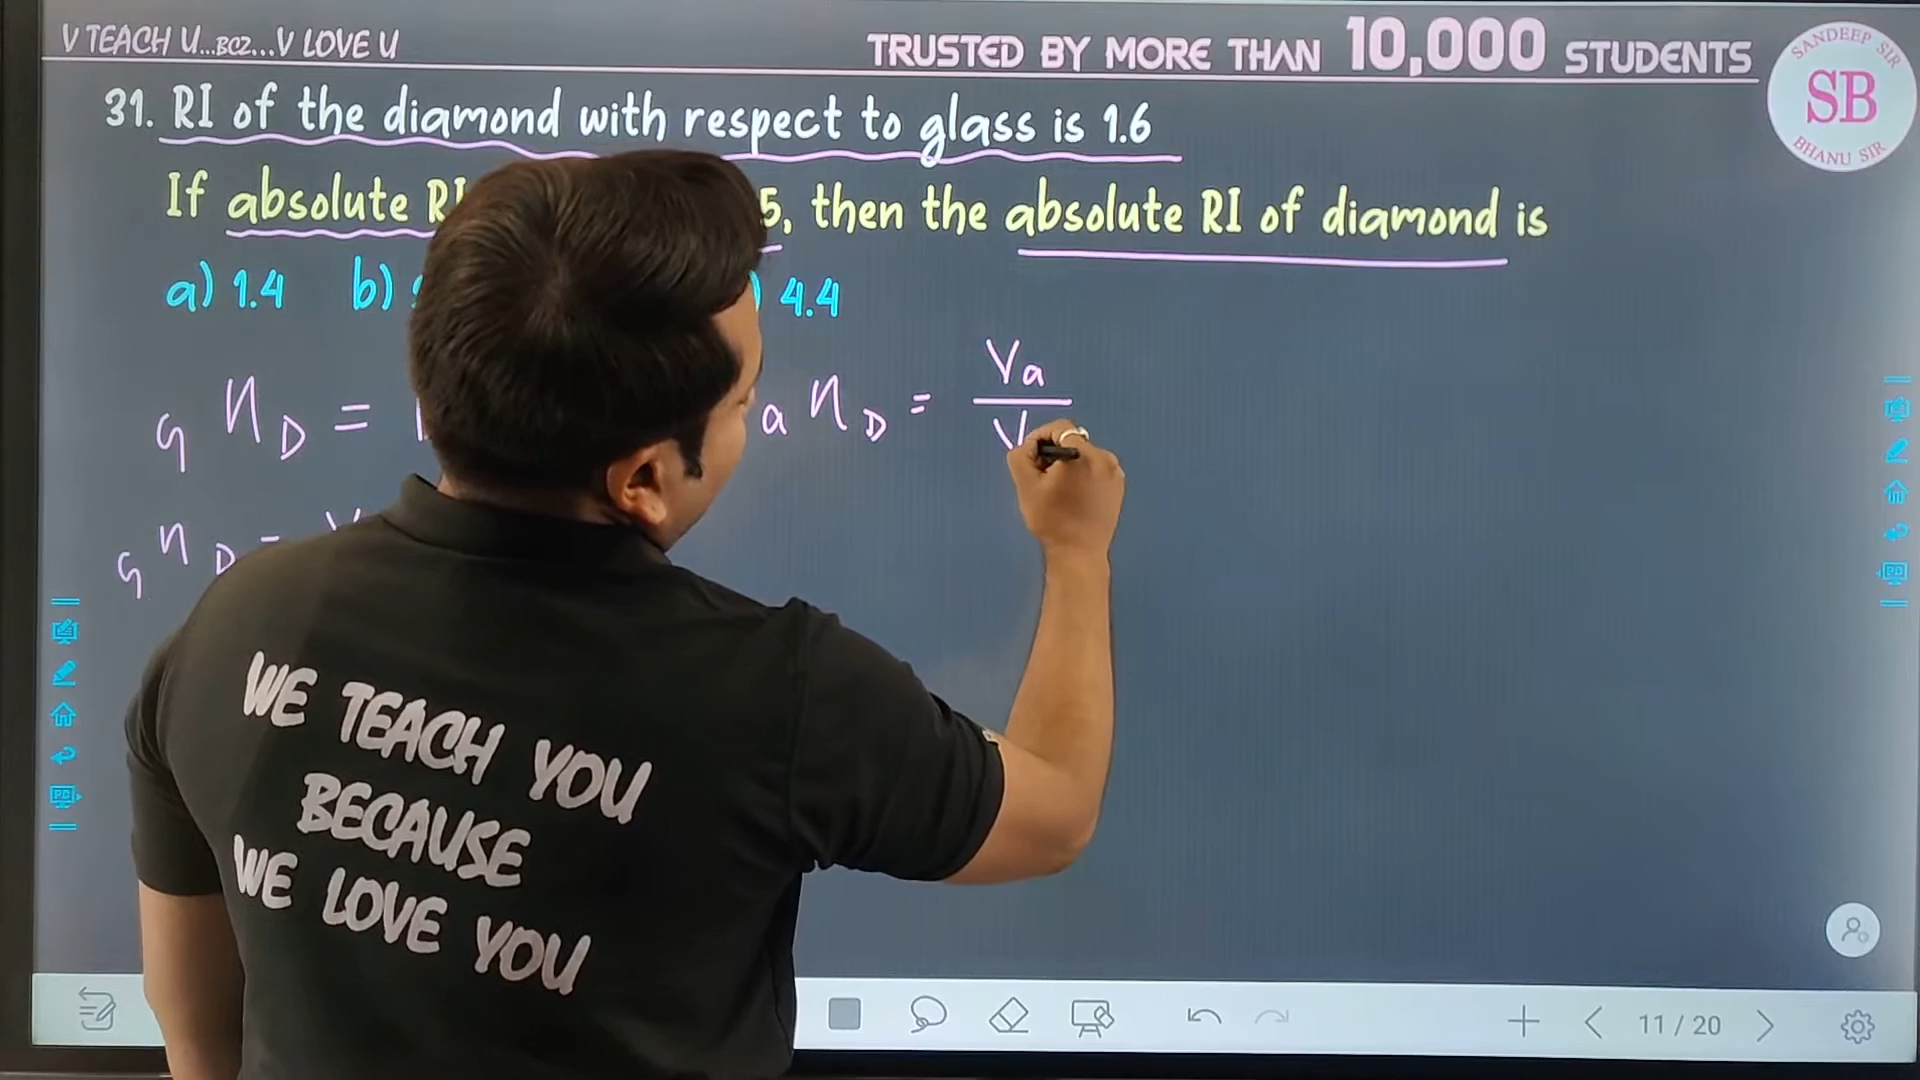 V TEACH U...BCZ...V LOVE U
TRUSTED BY MORE THAN 10,000 STUDENTS
SANDEEP SIR
SB
BHANU SIR
31. RI of the diamond with respect to glass is 1.6
If absolute RI 5, then the absolute RI of diamond is
a) 1.4 b) ) 4.4
g n D =
a n D = Va
V
g n D = V
WE TEACH YOU
BECAUSE
WE LOVE YOU
11 / 20